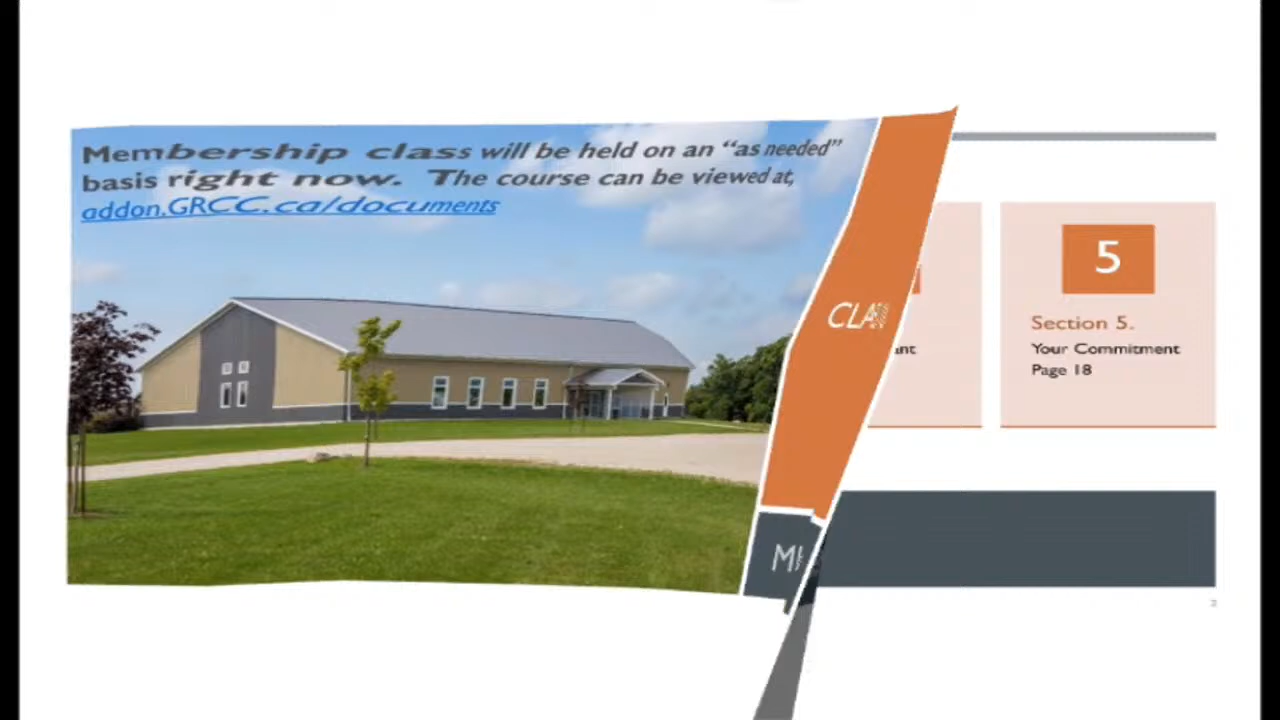 Membership class will be held on an “as needed”
basis right now. The course can be viewed at,
addon.GRCC.ca/documents
5
Section 5.
Your Commitment
Page 18